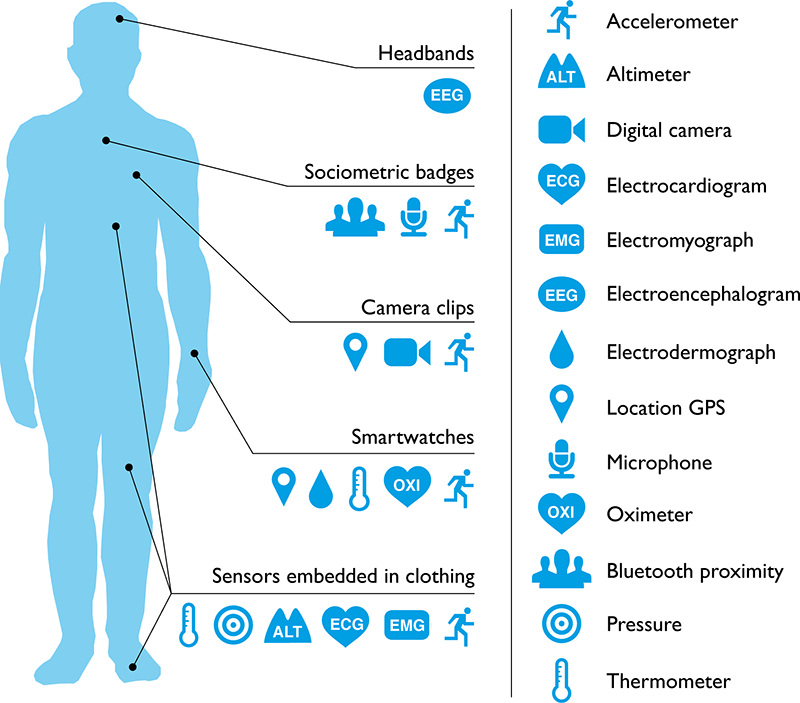 Headbands
EEG
Sociometric badges
Camera clips
Smartwatches
OXI
Sensors embedded in clothing
ALT
ECG
EMG
Accelerometer
ALT
Altimeter
Digital camera
ECG
Electrocardiogram
EMG
Electromyograph
EEG
Electroencephalogram
Electrodermograph
Location GPS
Microphone
OXI
Oximeter
Bluetooth proximity
Pressure
Thermometer